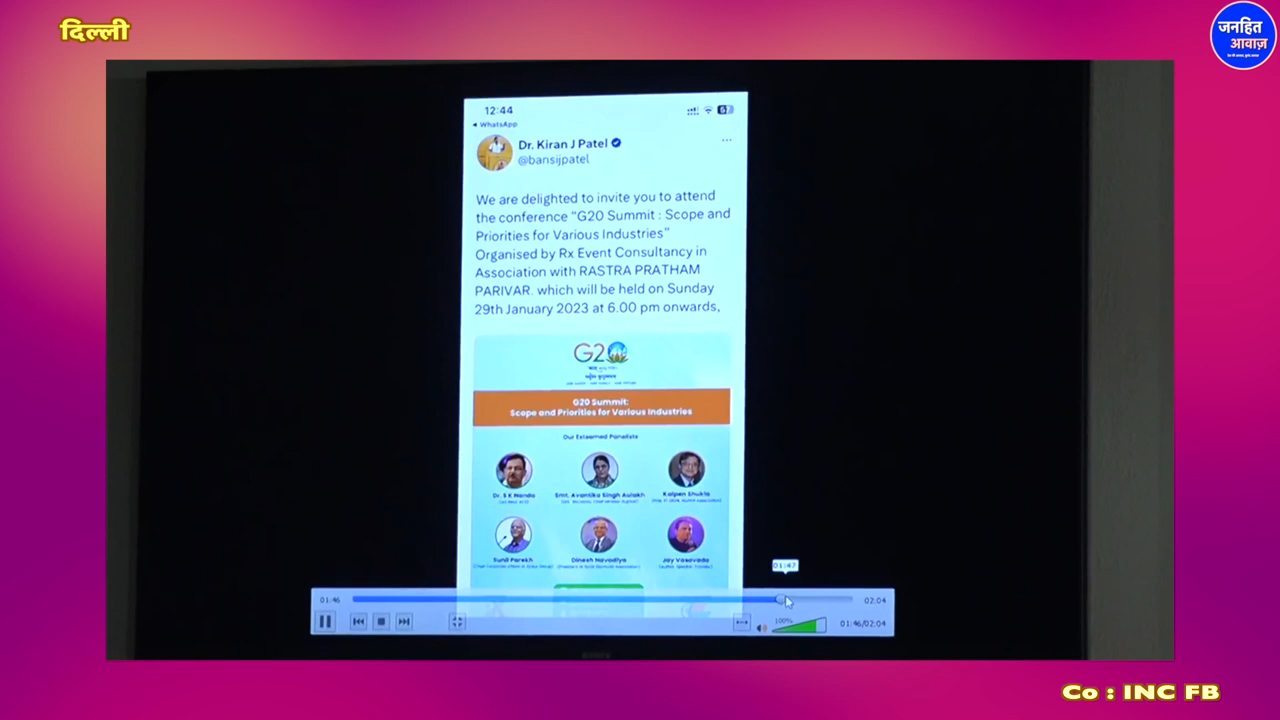 दिल्ली
जनहित
आवाज़
12:44
WhatsApp
Dr. Kiran J Patel
@bansijpatel
We are delighted to invite you to attend
the conference "G20 Summit : Scope and
Priorities for Various Industries"
Organised by Rx Event Consultancy in
Association with RASTRA PRATHAM
PARIVAR. which will be held on Sunday
29th January 2023 at 6.00 pm onwards,
G20
G20 Summit:
Scope and Priorities for Various Industries
Our Esteemed Panelists
Dr. S K Nanda
Smt. Avantika Singh Aulakh
Kalpen Shukla
Sunil Parekh
Dinesh Navadiya
Jay Vasavada
01:47
01:46
02:04
100%
01:46/02:04
Co : INC FB